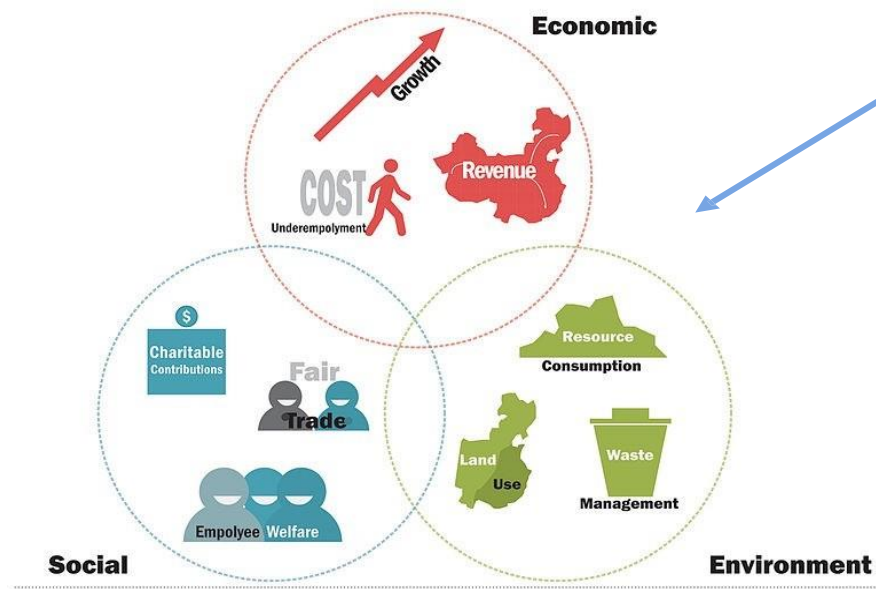 Economic
Growth
COST
Underempolyment
Revenue
$
Charitable
Contributions
Fair
Trade
Empolyee Welfare
Resource
Consumption
Land
Use
Waste
Management
Social
Environment